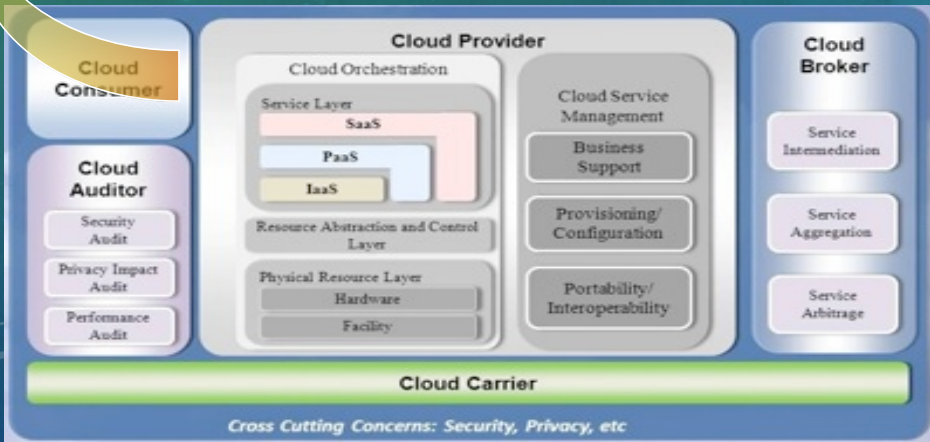 Cloud
Consumer
Cloud
Auditor
Security
Audit
Privacy Impact
Audit
Performance
Audit
Cloud Provider
Cloud Orchestration
Service Layer
SaaS
PaaS
IaaS
Resource Abstraction and Control
Layer
Physical Resource Layer
Hardware
Facility
Cloud Service
Management
Business
Support
Provisioning/
Configuration
Portability/
Interoperability
Cloud
Broker
Service
Intermediation
Service
Aggregation
Service
Arbitrage
Cloud Carrier
Cross Cutting Concerns: Security, Privacy, etc